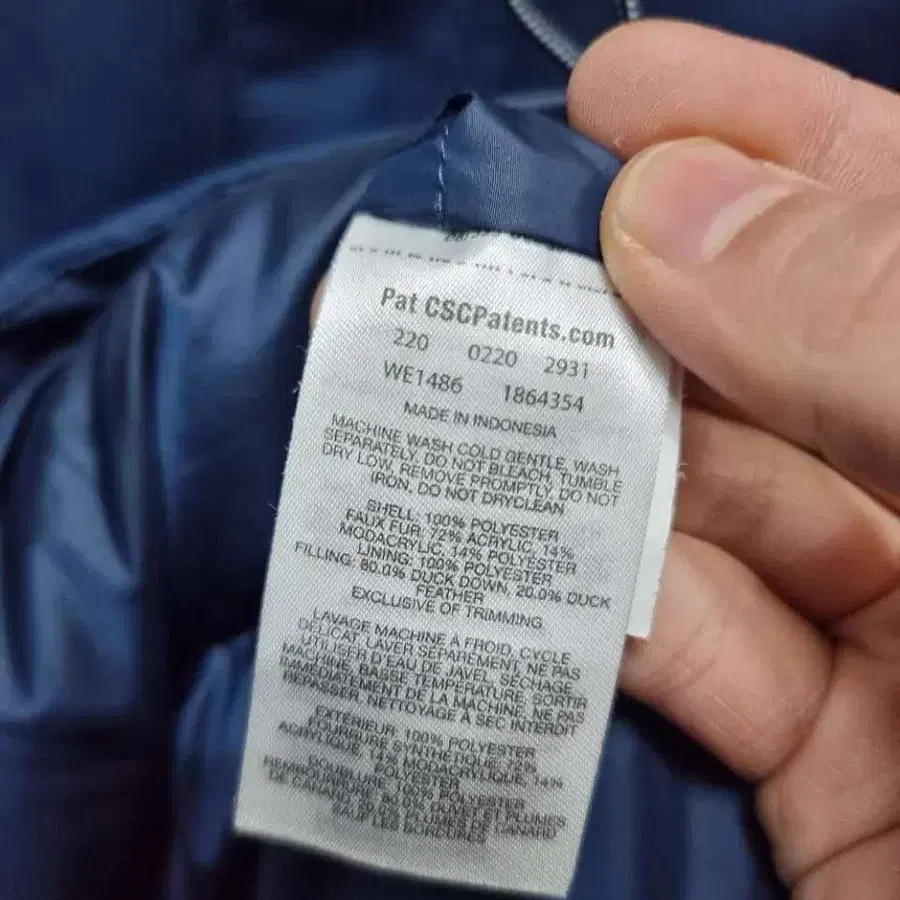 Pat CSCPatents.com
220 0220 2931
WE1486 1864354
MADE IN INDONESIA
MACHINE WASH COLD GENTLE, WASH
SEPARATELY, DO NOT BLEACH, TUMBLE
DRY LOW, REMOVE PROMPTLY, DO NOT
IRON, DO NOT DRYCLEAN
SHELL: 100% POLYESTER
FAUX FUR: 72% ACRYLIC, 14%
MODACRYLIC, 14% POLYESTER
LINING: 100% POLYESTER
FILLING: 80.0% DUCK DOWN, 20.0% DUCK
FEATHER
EXCLUSIVE OF TRIMMING
LAVAGE MACHINE À FROID, CYCLE
DÉLICAT, LAVER SÉPARÉMENT, NE PAS
UTILISER D'EAU DE JAVEL, SÉCHAGE
MACHINE, BASSE TEMPÉRATURE, SORTIR
IMMÉDIATEMENT DE LA MACHINE, NE PAS
REPASSER, NETTOYAGE À SEC INTERDIT
EXTÉRIEUR: 100% POLYESTER
FOURRURE SYNTHÉTIQUE:
ACRYLIQUE, MODACRYLIQUE, 14%
POLYESTER
DOUBLURE: 100% POLYESTER
DE CANARD
SAUF LES BORDURES